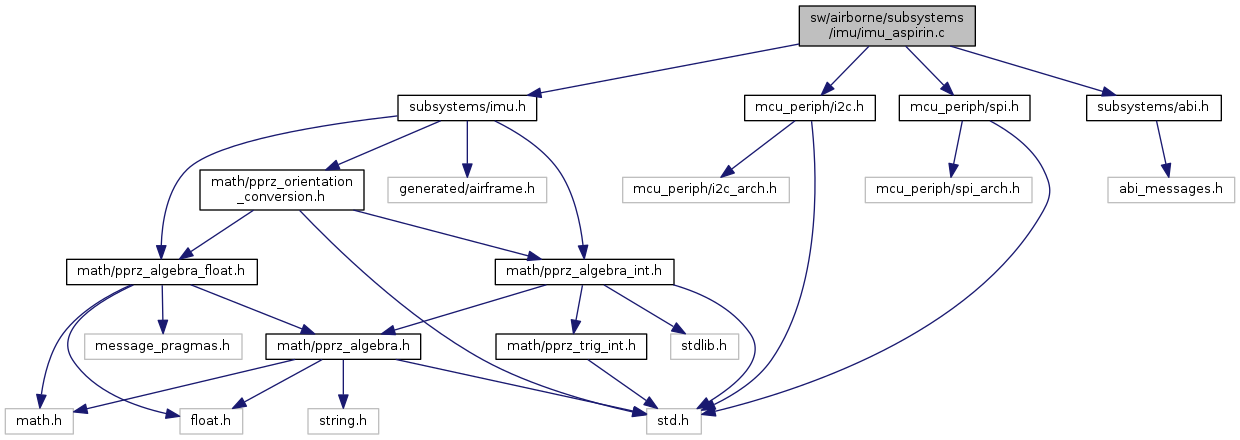 sw/airborne/subsystems
/imu/imu_aspirin.c
subsystems/imu.h
mcu_periph/i2c.h
mcu_periph/spi.h
subsystems/abi.h
math/pprz_orientation
_conversion.h
generated/airframe.h
mcu_periph/i2c_arch.h
mcu_periph/spi_arch.h
abi_messages.h
math/pprz_algebra_float.h
math/pprz_algebra_int.h
message_pragmas.h
math/pprz_algebra.h
math/pprz_trig_int.h
stdlib.h
math.h
float.h
string.h
std.h